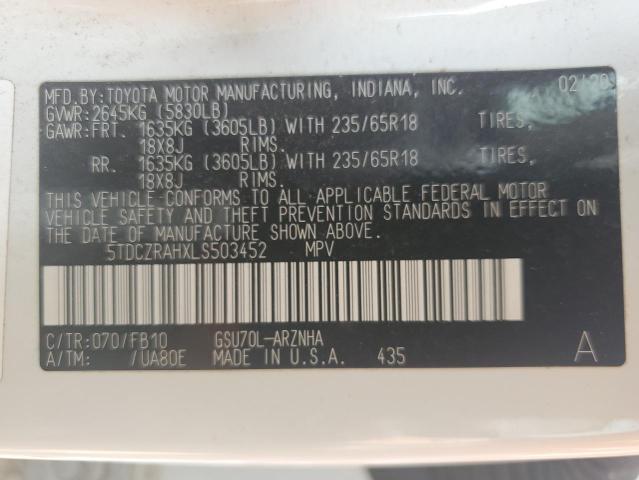 MFD.BY:TOYOTA MOTOR MANUFACTURING, INDIANA, INC. 02/20
GVWR:2645KG (5830LB)
GAWR:FRT. 1635KG (3605LB) WITH 235/65R18 TIRES,
18X8J RIMS.
RR. 1635KG (3605LB) WITH 235/65R18 TIRES,
18X8J RIMS.
THIS VEHICLE CONFORMS TO ALL APPLICABLE FEDERAL MOTOR
VEHICLE SAFETY AND THEFT PREVENTION STANDARDS IN EFFECT ON
THE DATE OF MANUFACTURE SHOWN ABOVE.
5TDCZRAHXLS503452 MPV
C/TR:070/FB10 GSU70L-ARZNHA
A/TM: /UA80E MADE IN U.S.A. 435 A